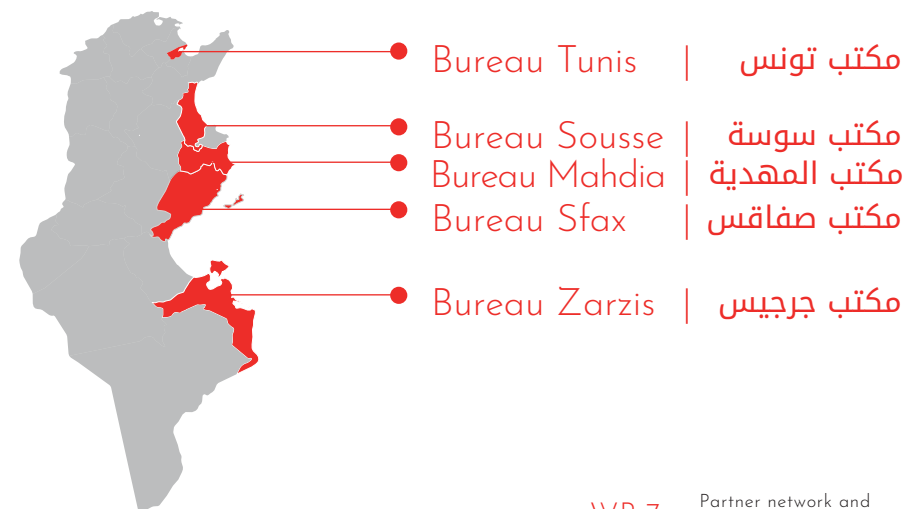 Bureau Tunis | مكتب تونس
Bureau Sousse | مكتب سوسة
Bureau Mahdia | مكتب المهدية
Bureau Sfax | مكتب صفاقس
Bureau Zarzis | مكتب جرجيس
Partner network and